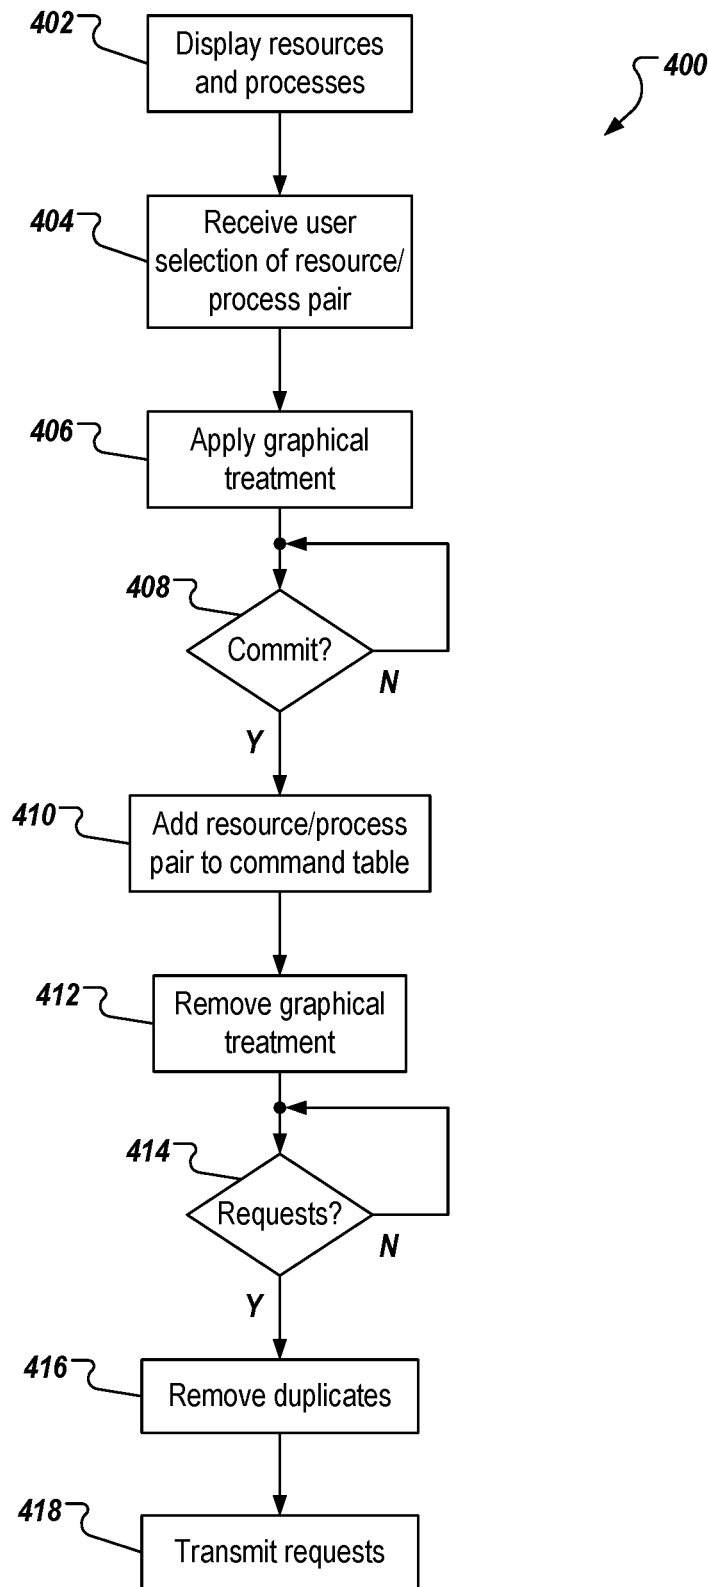 402
Display resources
and processes
400
404
Receive user
selection of resource/
process pair
406
Apply graphical
treatment
408
Commit?
N
Y
410
Add resource/process
pair to command table
412
Remove graphical
treatment
414
Requests?
N
Y
416
Remove duplicates
418
Transmit requests